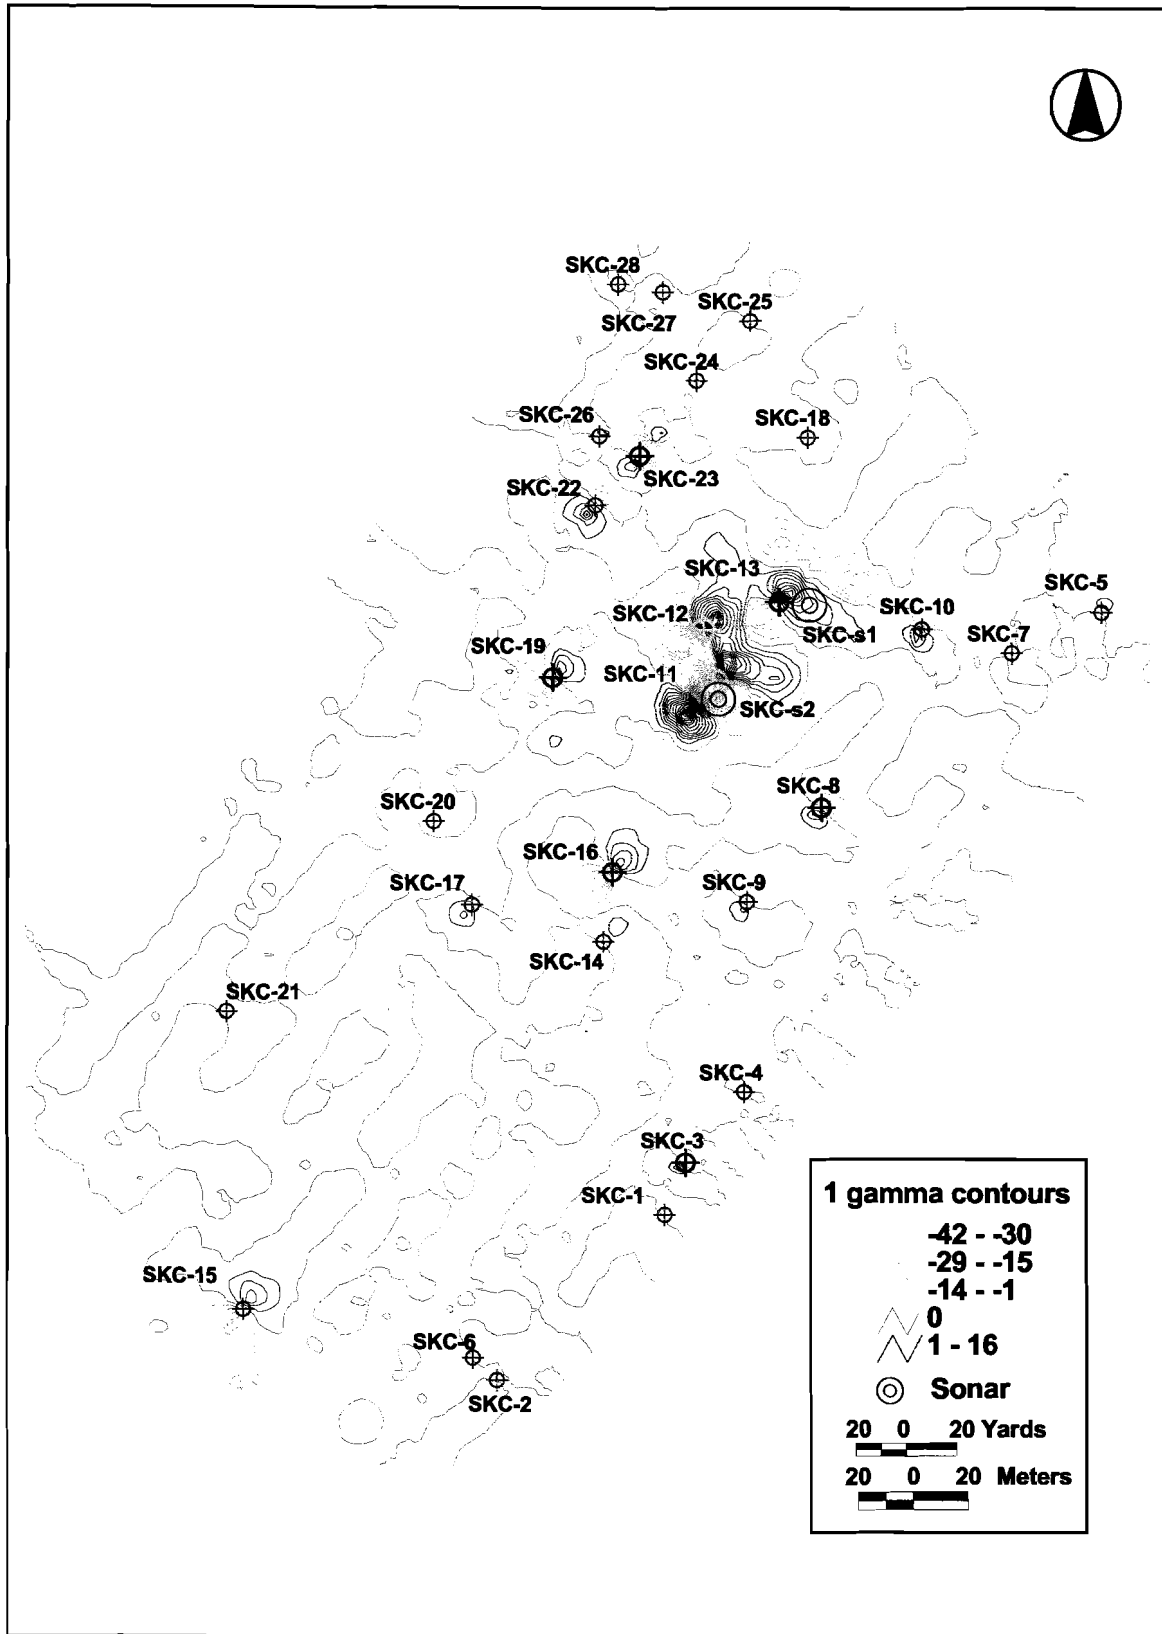 SKC-28
SKC-25
SKC-27
SKC-24
SKC-26
SKC-18
SKC-23
SKC-22
SKC-13
SKC-5
SKC-12
SKC-10
SKC-s1
SKC-7
SKC-19
SKC-11
SKC-s2
SKC-8
SKC-20
SKC-16
SKC-17
SKC-9
SKC-14
SKC-21
SKC-4
SKC-3
SKC-1
SKC-15
SKC-6
SKC-2
1 gamma contours
-42 - -30
-29 - -15
-14 - -1
0
1 - 16
Sonar
20 0 20 Yards
20 0 20 Meters